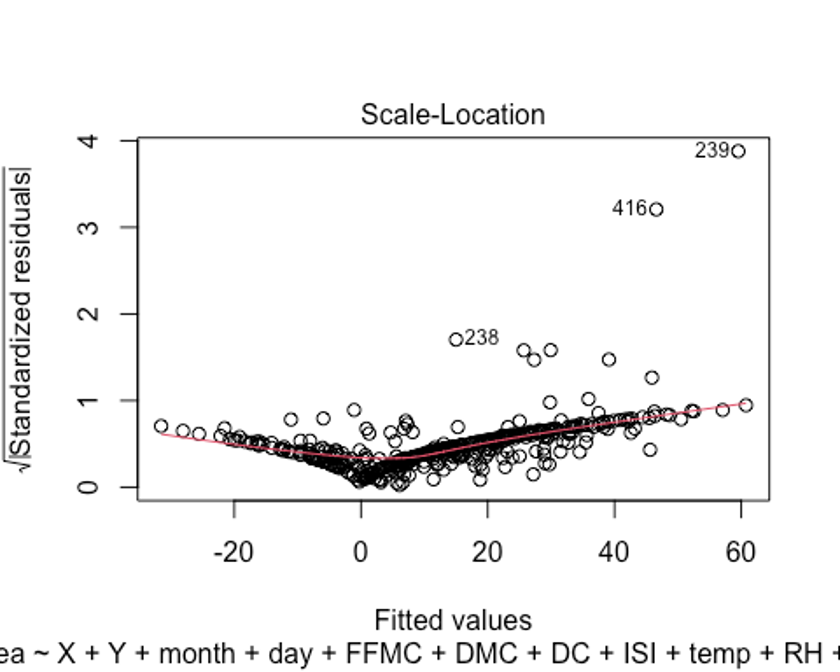 Scale-Location
√|Standardized residuals|
4
3
2
1
0
239
416
238
-20 0 20 40 60
Fitted values
ea ~ X + Y + month + day + FFMC + DMC + DC + ISI + temp + RH +